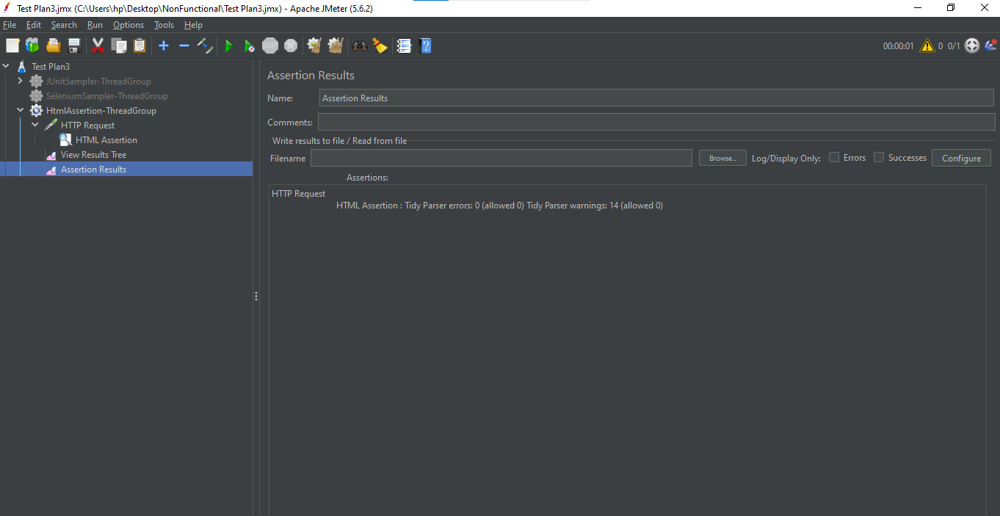 Test Plan3.jmx (C:\Users\hp\Desktop\NonFunctional\Test Plan3.jmx) - Apache JMeter (5.6.2)
File Edit Search Run Options Tools Help
STOP 00:00:01 0 0/1
Test Plan3
JUnitSampler-ThreadGroup
SeleniumSampler-ThreadGroup
HtmlAssertion-ThreadGroup
HTTP Request
HTML Assertion
View Results Tree
Assertion Results
Assertion Results
Name: Assertion Results
Comments:
Write results to file / Read from file
Filename Browse... Log/Display Only: Errors Successes Configure
Assertions:
HTTP Request
HTML Assertion : Tidy Parser errors: 0 (allowed 0) Tidy Parser warnings: 14 (allowed 0)